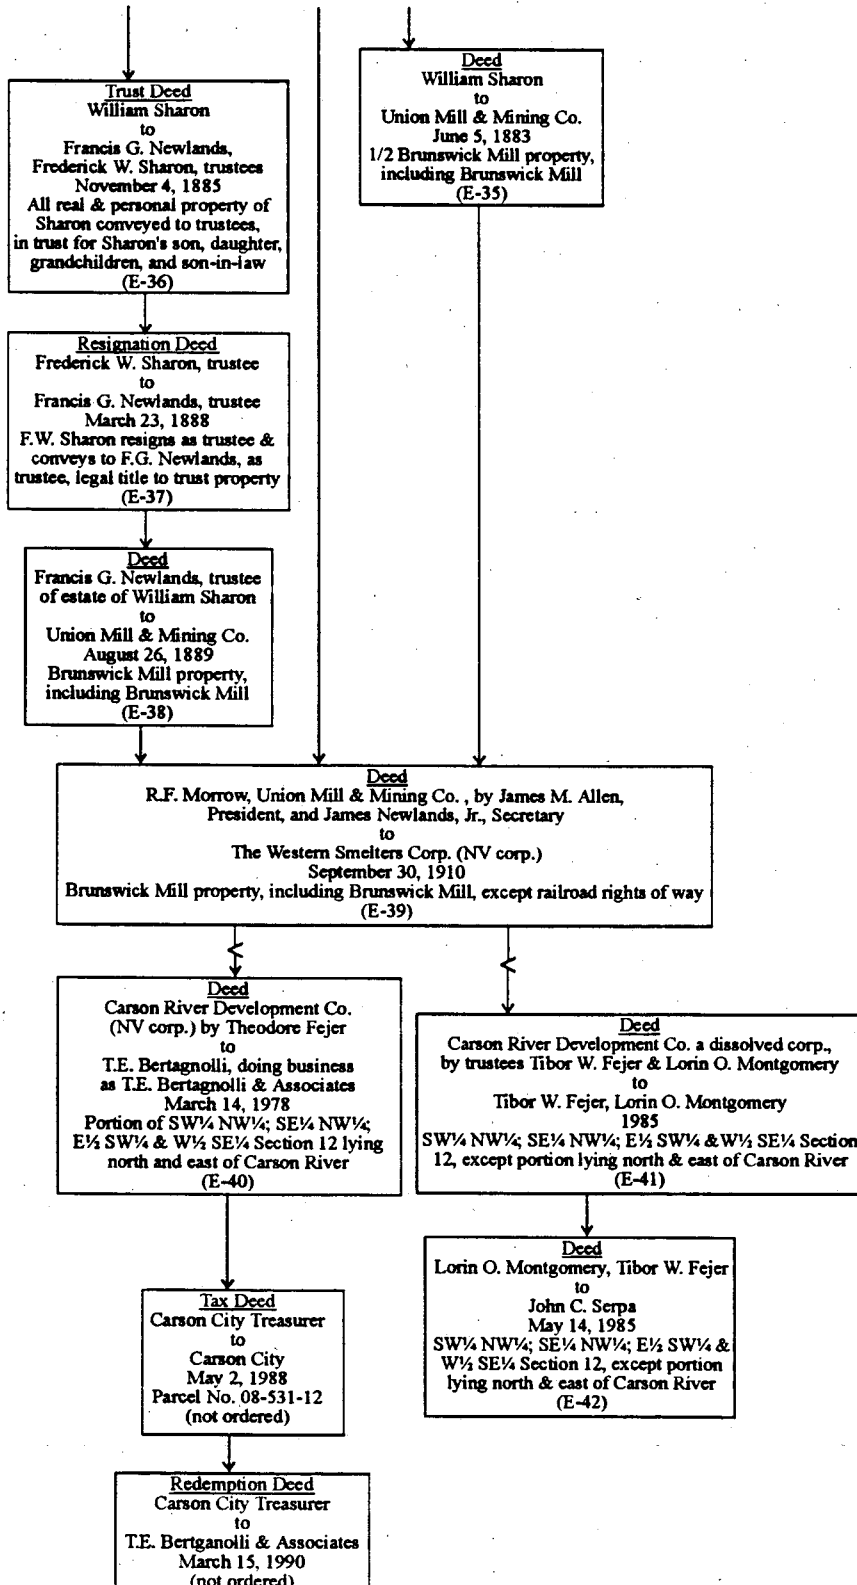 Trust Deed
William Sharon
to
Francis G. Newlands,
Frederick W. Sharon, trustees
November 4, 1885
All real & personal property of
Sharon conveyed to trustees,
in trust for Sharon's son, daughter,
grandchildren, and son-in-law
(E-36)
Deed
William Sharon
to
Union Mill & Mining Co.
June 5, 1883
1/2 Brunswick Mill property,
including Brunswick Mill
(E-35)
Resignation Deed
Frederick W. Sharon, trustee
to
Francis G. Newlands, trustee
March 23, 1888
F.W. Sharon resigns as trustee &
conveys to F.G. Newlands, as
trustee, legal title to trust property
(E-37)
Deed
Francis G. Newlands, trustee
of estate of William Sharon
to
Union Mill & Mining Co.
August 26, 1889
Brunswick Mill property,
including Brunswick Mill
(E-38)
Deed
R.F. Morrow, Union Mill & Mining Co. , by James M. Allen,
President, and James Newlands, Jr., Secretary
to
The Western Smelters Corp. (NV corp.)
September 30, 1910
Brunswick Mill property, including Brunswick Mill, except railroad rights of way
(E-39)
Deed
Carson River Development Co.
(NV corp.) by Theodore Fejer
to
T.E. Bertagnolli, doing business
as T.E. Bertagnolli & Associates
March 14, 1978
Portion of SW¼ NW¼; SE¼ NW¼;
E½ SW¼ & W½ SE¼ Section 12 lying
north and east of Carson River
(E-40)
Deed
Carson River Development Co. a dissolved corp.,
by trustees Tibor W. Fejer & Lorin O. Montgomery
to
Tibor W. Fejer, Lorin O. Montgomery
1985
SW¼ NW¼; SE¼ NW¼; E½ SW¼ & W½ SE¼ Section
12, except portion lying north & east of Carson River
(E-41)
Deed
Lorin O. Montgomery, Tibor W. Fejer
to
John C. Serpa
May 14, 1985
SW¼ NW¼; SE¼ NW¼; E½ SW¼ &
W½ SE¼ Section 12, except portion
lying north & east of Carson River
(E-42)
Tax Deed
Carson City Treasurer
to
Carson City
May 2, 1988
Parcel No. 08-531-12
(not ordered)
Redemption Deed
Carson City Treasurer
to
T.E. Bertganolli & Associates
March 15, 1990
(not ordered)